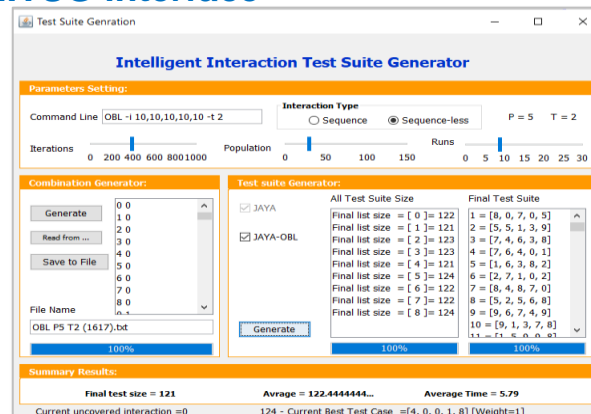 Test Suite Genration
Intelligent Interaction Test Suite Generator
Parameters Setting:
Command Line OBL -i 10,10,10,10,10 -t 2
Interaction Type
Sequence Sequence-less
P = 5 T = 2
Iterations 0 200 400 600 800 1000
Population 0 50 100 150
Runs 0 5 10 15 20 25 30
Combination Generator:
Generate
Read from ...
Save to File
0 0
1 0
2 0
3 0
4 0
5 0
6 0
7 0
8 0
File Name
OBL P5 T2 (1617).txt
100%
Test suite Generator:
JAYA
JAYA-OBL
Generate
All Test Suite Size
Final list size = [ 0 ]= 122
Final list size = [ 1 ]= 121
Final list size = [ 2 ]= 123
Final list size = [ 3 ]= 123
Final list size = [ 4 ]= 121
Final list size = [ 5 ]= 124
Final list size = [ 6 ]= 122
Final list size = [ 7 ]= 122
Final list size = [ 8 ]= 124
100%
Final Test Suite
1 = [8, 0, 7, 0, 5]
2 = [5, 5, 1, 3, 9]
3 = [7, 4, 6, 3, 8]
4 = [7, 6, 4, 0, 1]
5 = [1, 6, 3, 8, 2]
6 = [2, 7, 1, 0, 2]
7 = [8, 4, 8, 7, 0]
8 = [5, 2, 5, 6, 8]
9 = [9, 6, 7, 4, 9]
10 = [9, 1, 3, 7, 8]
100%
Summary Results:
Final test size = 121
Avrage = 122.4444444...
Average Time = 5.79
Current uncovered interaction =0
124 - Current Best Test Case =[4, 0, 0, 1, 8] [Weight=1]